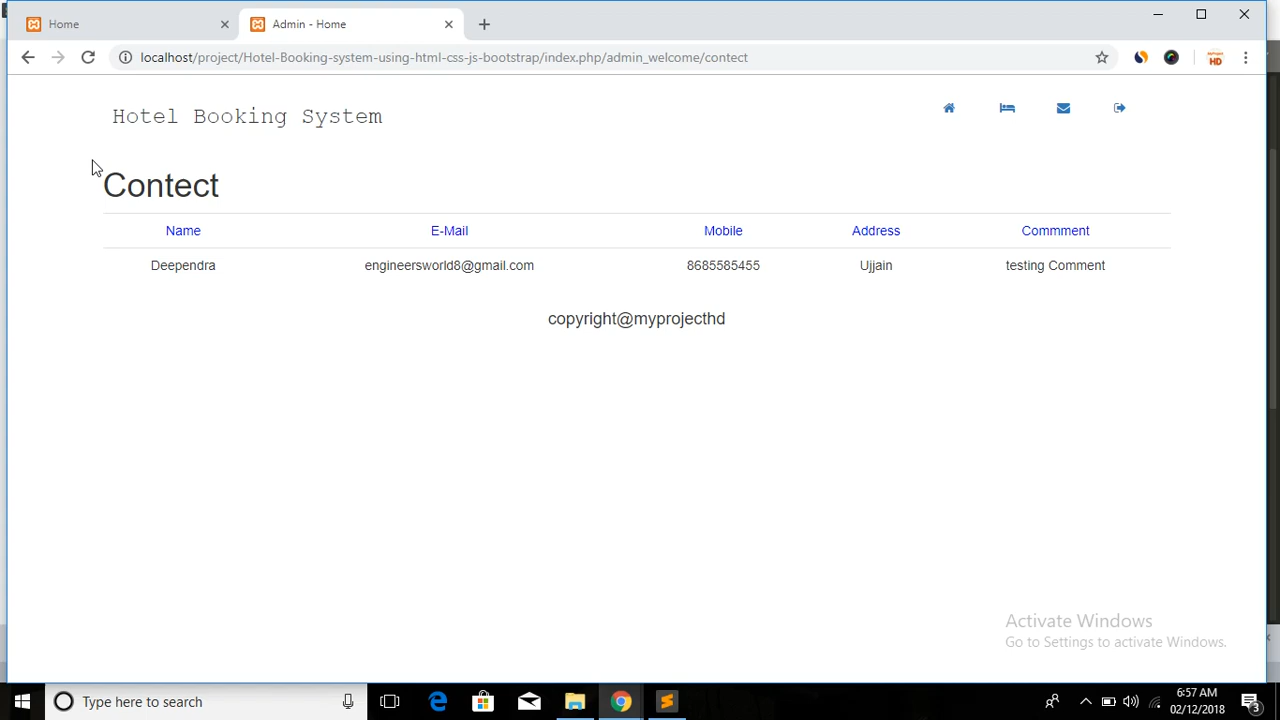 Home
Admin - Home
localhost/project/Hotel-Booking-system-using-html-css-js-bootstrap/index.php/admin_welcome/contect
Hotel Booking System
Contect
Name E-Mail Mobile Address Commment
Deependra engineersworld8@gmail.com 8685585455 Ujjain testing Comment
copyright@myprojecthd
Activate Windows
Go to Settings to activate Windows.
Type here to search
6:57 AM
02/12/2018
3